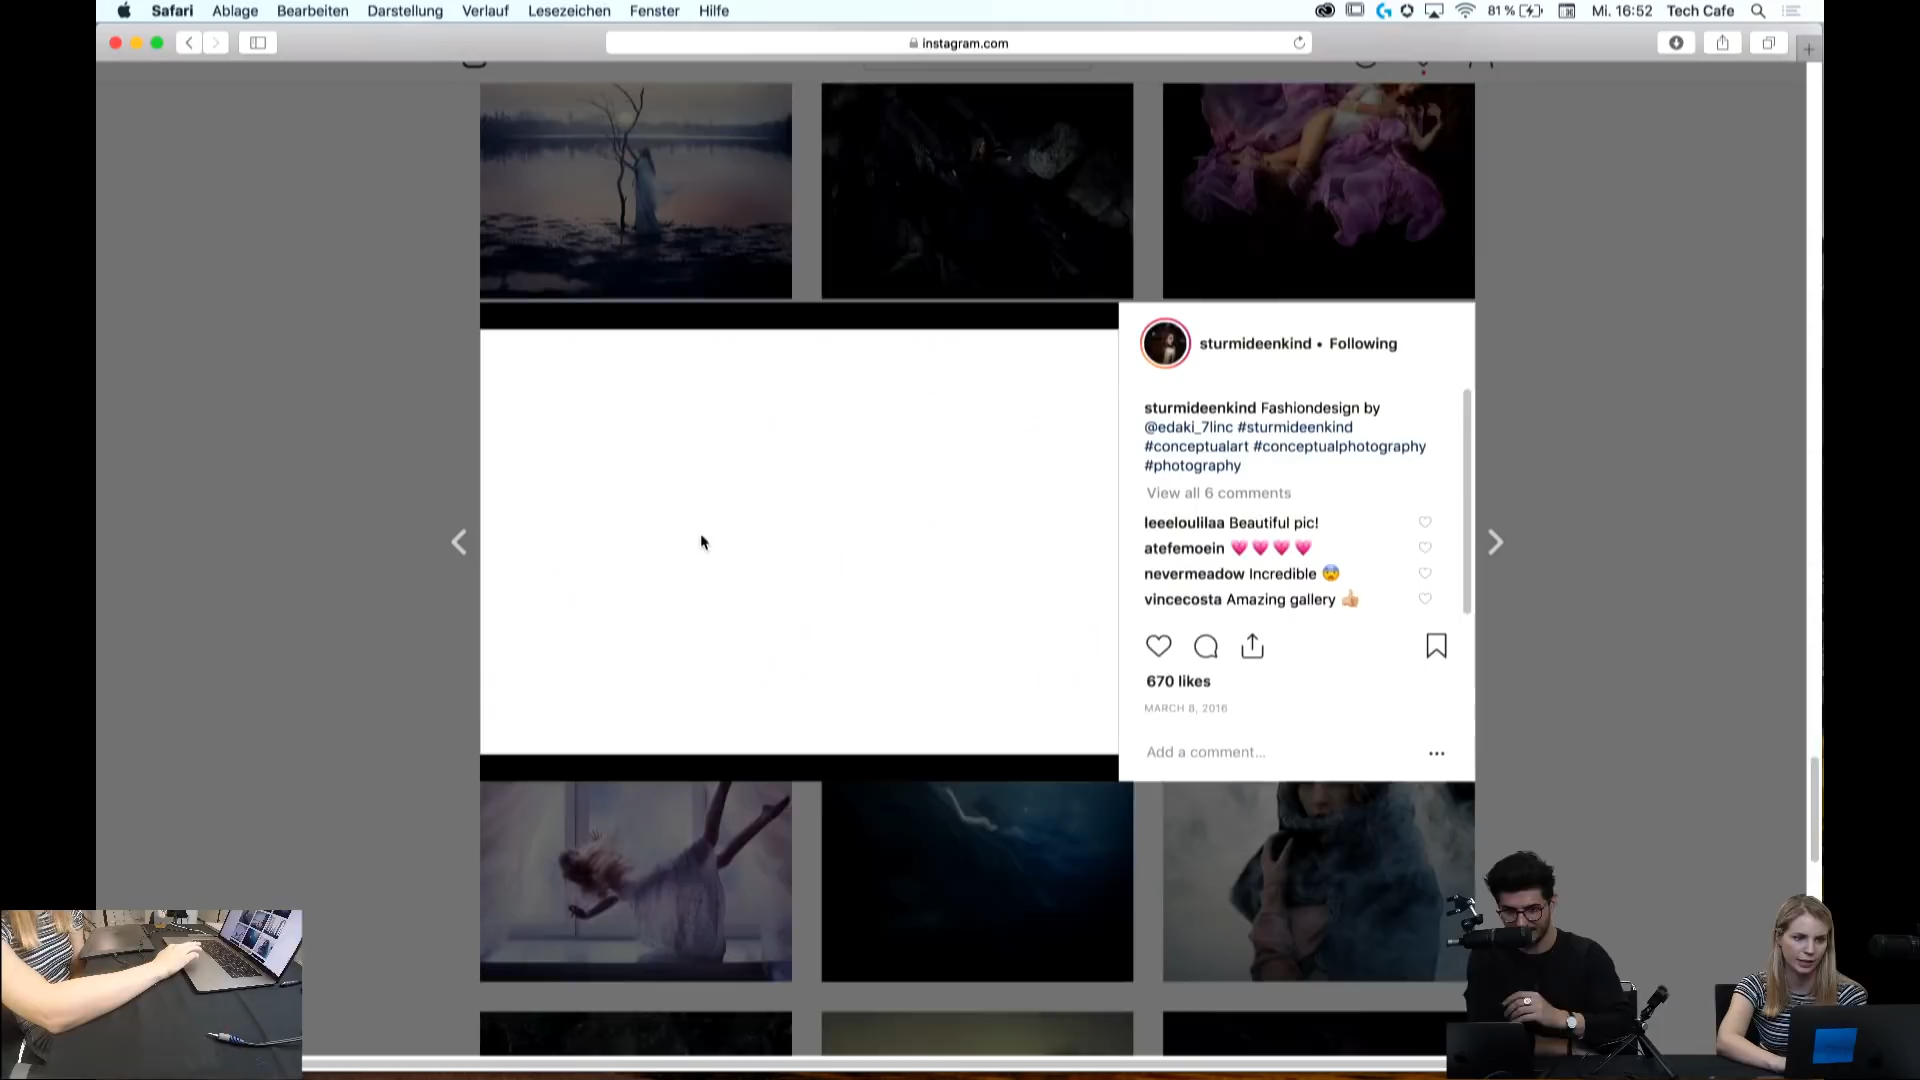 Safari Ablage Bearbeiten Darstellung Verlauf Lesezeichen Fenster Hilfe 81 % Mi. 16:52 Tech Cafe
instagram.com
sturmideenkind • Following
sturmideenkind Fashiondesign by
@edaki_7linc #sturmideenkind
#conceptualart #conceptualphotography
#photography
View all 6 comments
leeeloulilaa Beautiful pic!
atefemoein 💗💗💗💗
nevermeadow Incredible 😨
vincecosta Amazing gallery 👍🏼
670 likes
MARCH 8, 2016
Add a comment...